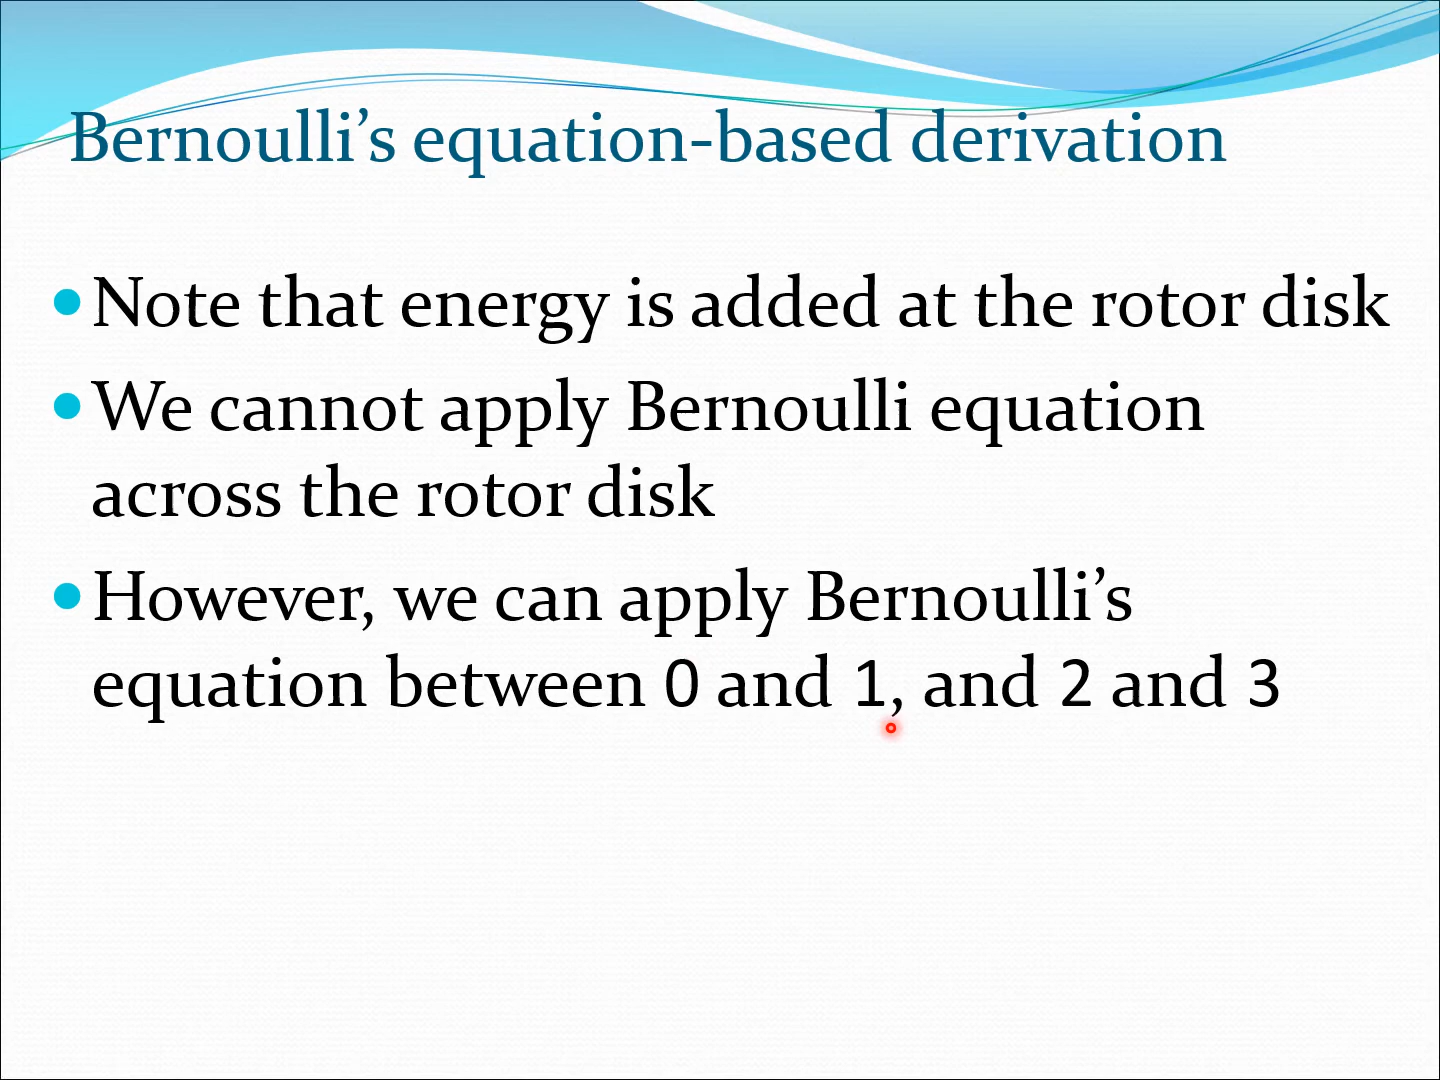 Bernoulli’s equation-based derivation
Note that energy is added at the rotor disk
We cannot apply Bernoulli equation
across the rotor disk
However, we can apply Bernoulli’s
equation between 0 and 1, and 2 and 3